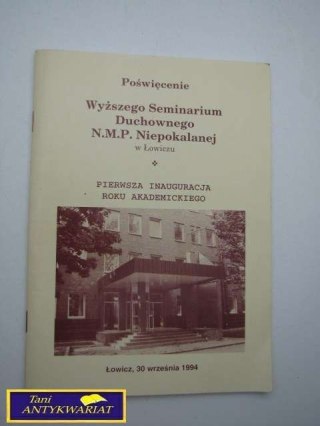 Poświęcenie
Wyższego Seminarium
Duchownego
N.M.P. Niepokalanej
w Łowiczu
PIERWSZA INAUGURACJA
ROKU AKADEMICKIEGO
Łowicz, 30 września 1994
Tani
ANTYKWARIAT